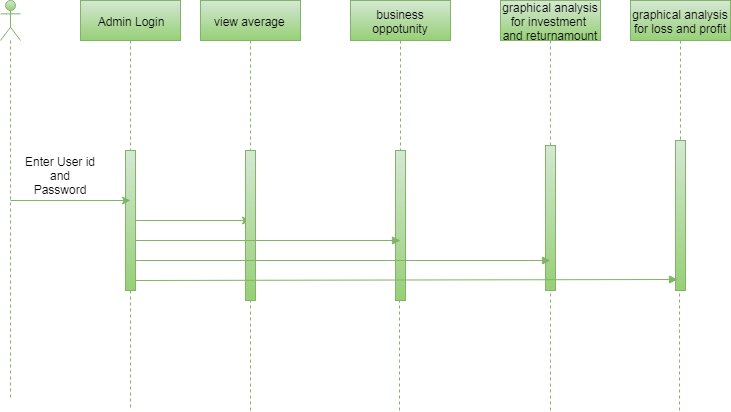 Admin Login
view average
business
oppotunity
graphical analysis
for investment
and returnamount
graphical analysis
for loss and profit
Enter User id
and
Password